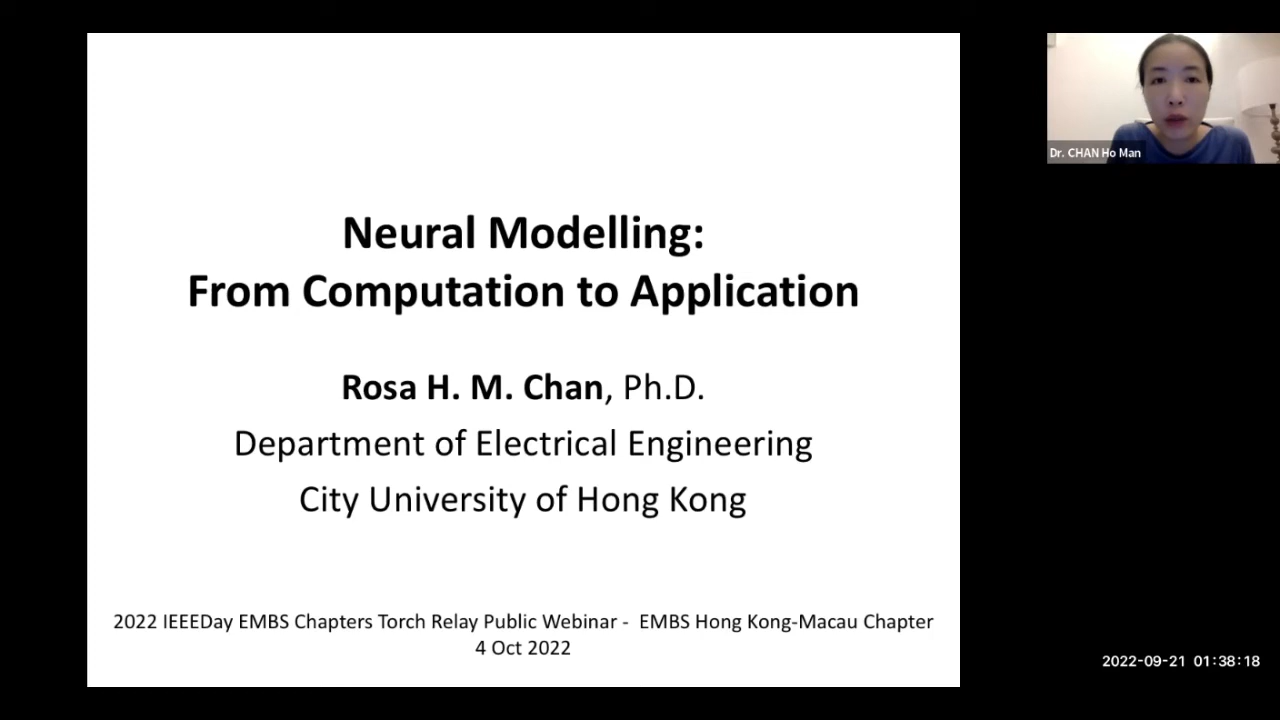 Neural Modelling:
From Computation to Application
Rosa H. M. Chan, Ph.D.
Department of Electrical Engineering
City University of Hong Kong
2022 IEEEDay EMBS Chapters Torch Relay Public Webinar - EMBS Hong Kong-Macau Chapter
4 Oct 2022
Dr. CHAN Ho Man
2022-09-21 01:38:18